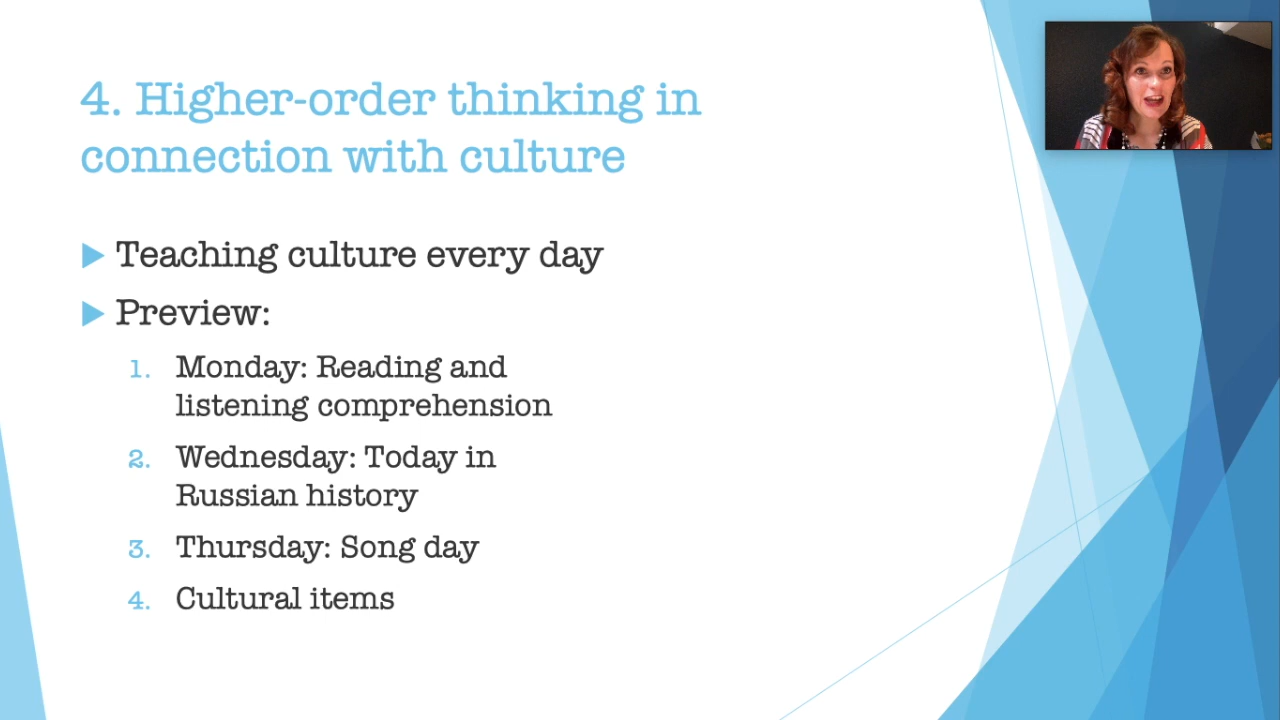 4. Higher-order thinking in
connection with culture
Teaching culture every day
Preview:
1. Monday: Reading and
listening comprehension
2. Wednesday: Today in
Russian history
3. Thursday: Song day
4. Cultural items